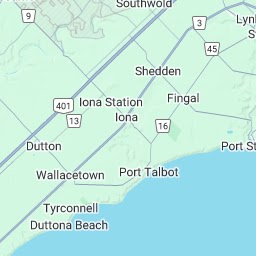 Southwold
9
3
Lyn
45
S
Shedden
401
Iona Station
Fingal
13
Iona
16
Dutton
Port St
Wallacetown
Port Talbot
Tyrconnell
Duttona Beach